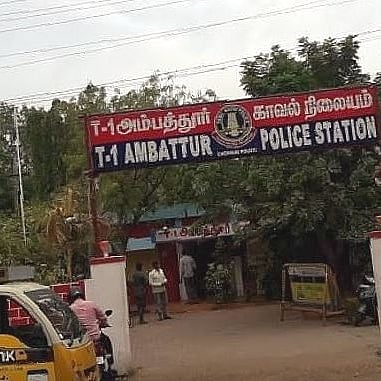 T-1 அம்பத்தூர் காவல் நிலையம்
T-1 AMBATTUR POLICE STATION